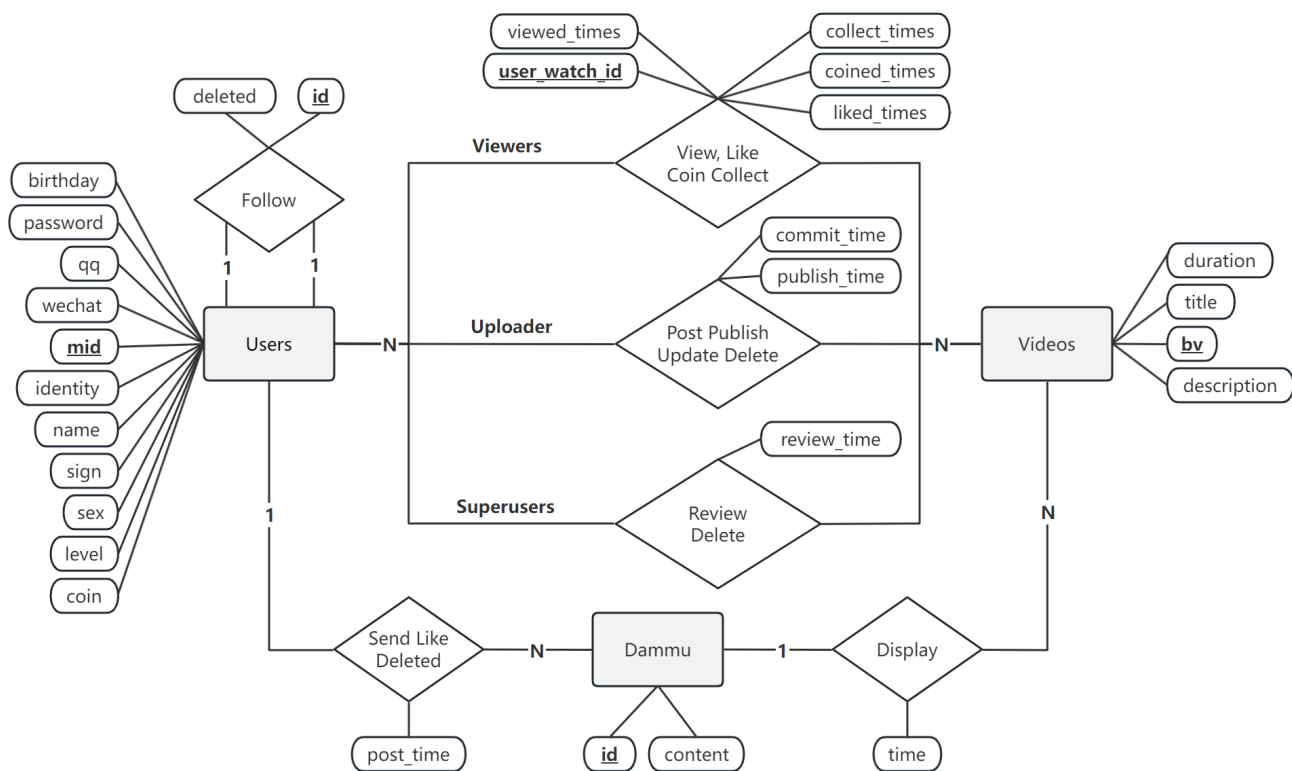 viewed_times
collect_times
user_watch_id
coined_times
deleted
id
liked_times
Viewers
View, Like
Coin Collect
birthday
Follow
password
commit_time
qq
1
1
publish_time
duration
wechat
title
Users
N
Uploader
Post Publish
Update Delete
N
Videos
mid
bv
identity
description
name
review_time
sign
Superusers
Review
Delete
sex
1
N
level
coin
Send Like
Deleted
N
Dammu
1
Display
post_time
id
content
time